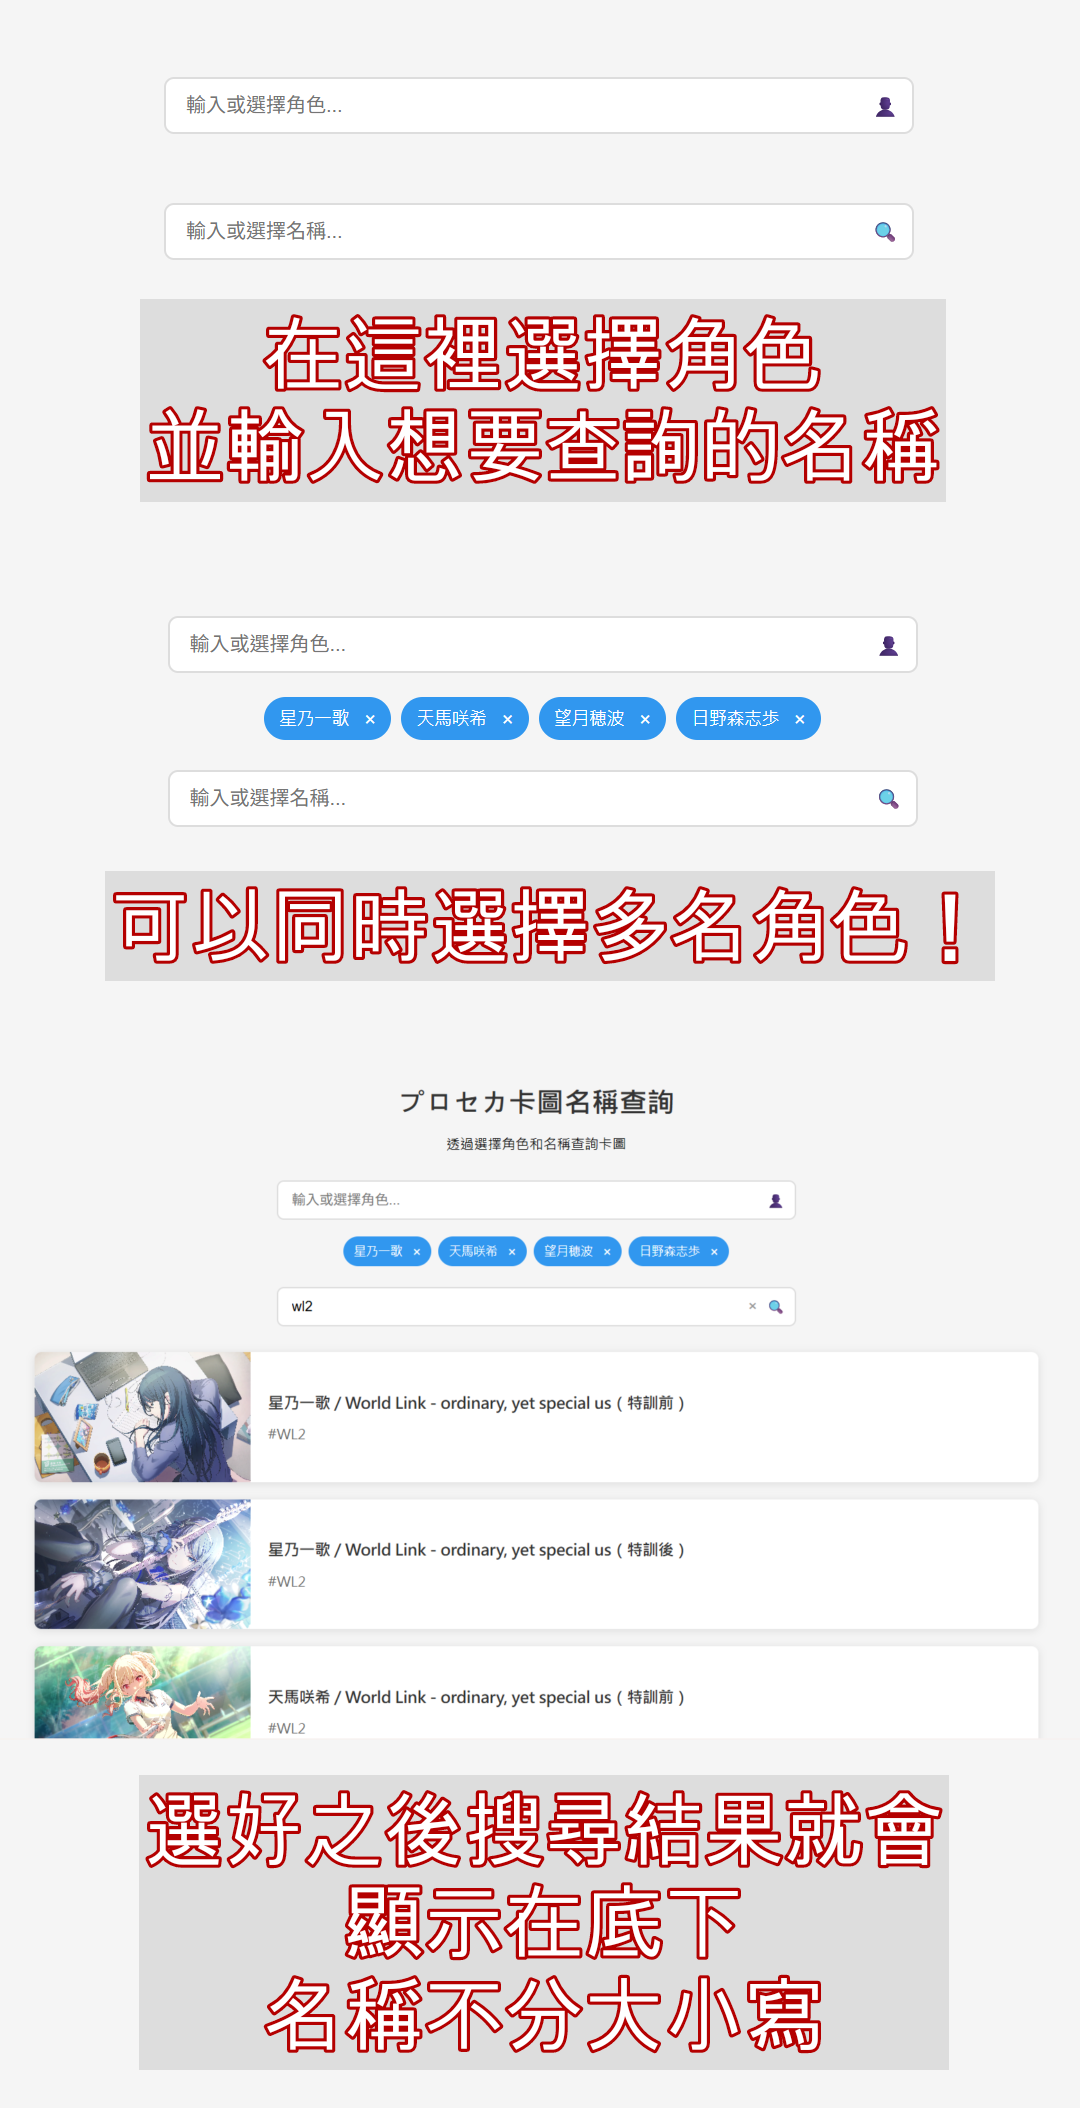 輸入或選擇角色...
輸入或選擇名稱...
在這裡選擇角色
並輸入想要查詢的名稱
輸入或選擇角色...
星乃一歌 × 天馬咲希 × 望月穂波 × 日野森志歩 ×
輸入或選擇名稱...
可以同時選擇多名角色！
プロセカ卡圖名稱查詢
透過選擇角色和名稱查詢卡圖
輸入或選擇角色...
星乃一歌 × 天馬咲希 × 望月穂波 × 日野森志歩 ×
wl2 ×
星乃一歌 / World Link - ordinary, yet special us（特訓前）
#WL2
星乃一歌 / World Link - ordinary, yet special us（特訓後）
#WL2
天馬咲希 / World Link - ordinary, yet special us（特訓前）
#WL2
選好之後搜尋結果就會
顯示在底下
名稱不分大小寫